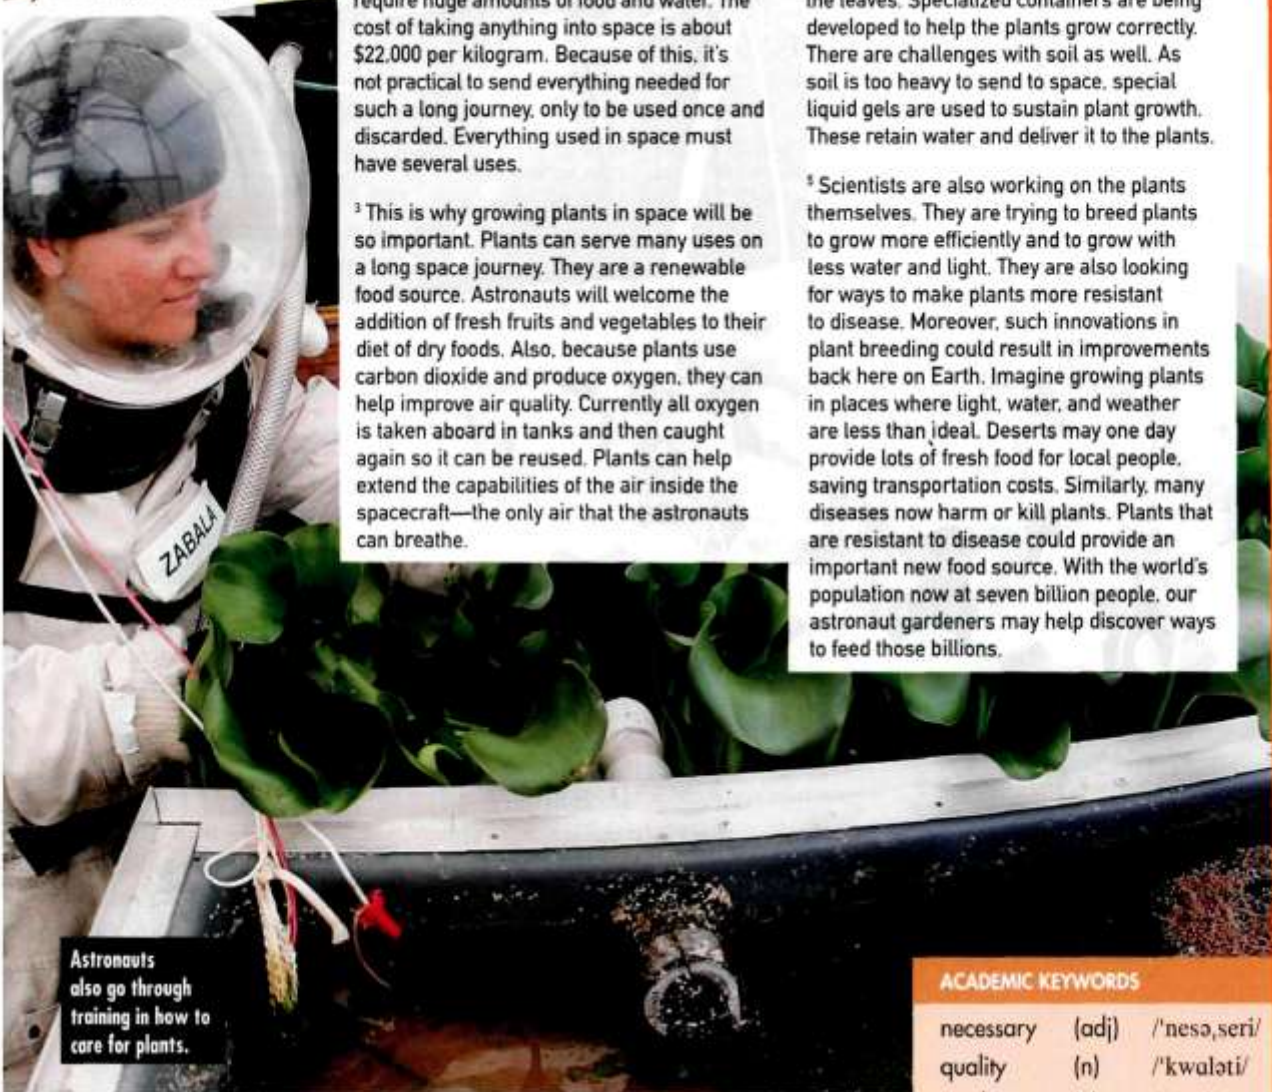 require huge amounts of food and water. The
cost of taking anything into space is about
$22,000 per kilogram. Because of this, it's
not practical to send everything needed for
such a long journey, only to be used once and
discarded. Everything used in space must
have several uses.
³ This is why growing plants in space will be
so important. Plants can serve many uses on
a long space journey. They are a renewable
food source. Astronauts will welcome the
addition of fresh fruits and vegetables to their
diet of dry foods. Also, because plants use
carbon dioxide and produce oxygen, they can
help improve air quality. Currently all oxygen
is taken aboard in tanks and then caught
again so it can be reused. Plants can help
extend the capabilities of the air inside the
spacecraft—the only air that the astronauts
can breathe.
the leaves. Specialized containers are being
developed to help the plants grow correctly.
There are challenges with soil as well. As
soil is too heavy to send to space, special
liquid gels are used to sustain plant growth.
These retain water and deliver it to the plants.
⁵ Scientists are also working on the plants
themselves. They are trying to breed plants
to grow more efficiently and to grow with
less water and light. They are also looking
for ways to make plants more resistant
to disease. Moreover, such innovations in
plant breeding could result in improvements
back here on Earth. Imagine growing plants
in places where light, water, and weather
are less than ideal. Deserts may one day
provide lots of fresh food for local people,
saving transportation costs. Similarly, many
diseases now harm or kill plants. Plants that
are resistant to disease could provide an
important new food source. With the world's
population now at seven billion people, our
astronaut gardeners may help discover ways
to feed those billions.
ZABALA
Astronauts
also go through
training in how to
care for plants.
ACADEMIC KEYWORDS
necessary (adj) /ˈnesəˌseri/
quality (n) /ˈkwɑləti/